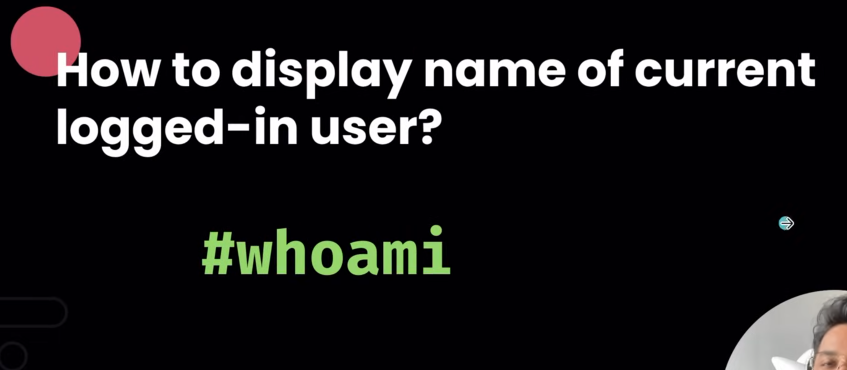 How to display name of current
logged-in user?
#whoami